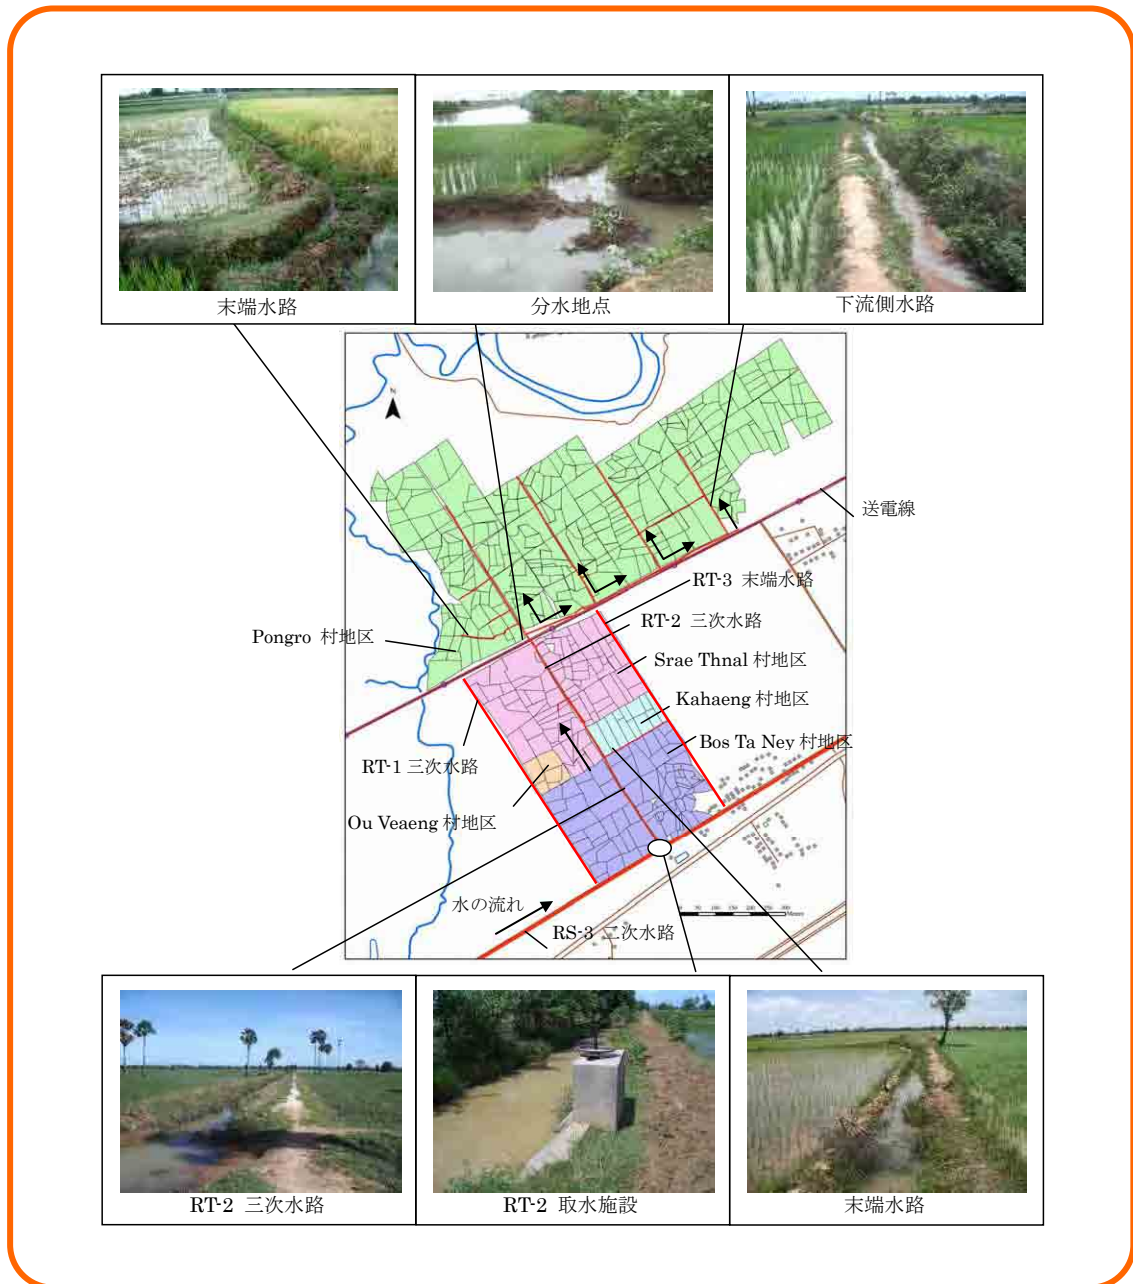 末端水路
分水地点
下流側水路
N
送電線
RT-3 末端水路
RT-2 三次水路
Pongro 村地区
Srae Thnal 村地区
Kahaeng 村地区
Bos Ta Ney 村地区
RT-1 三次水路
Ou Veaeng 村地区
水の流れ
RS-3 二次水路
RT-2 三次水路
RT-2 取水施設
末端水路